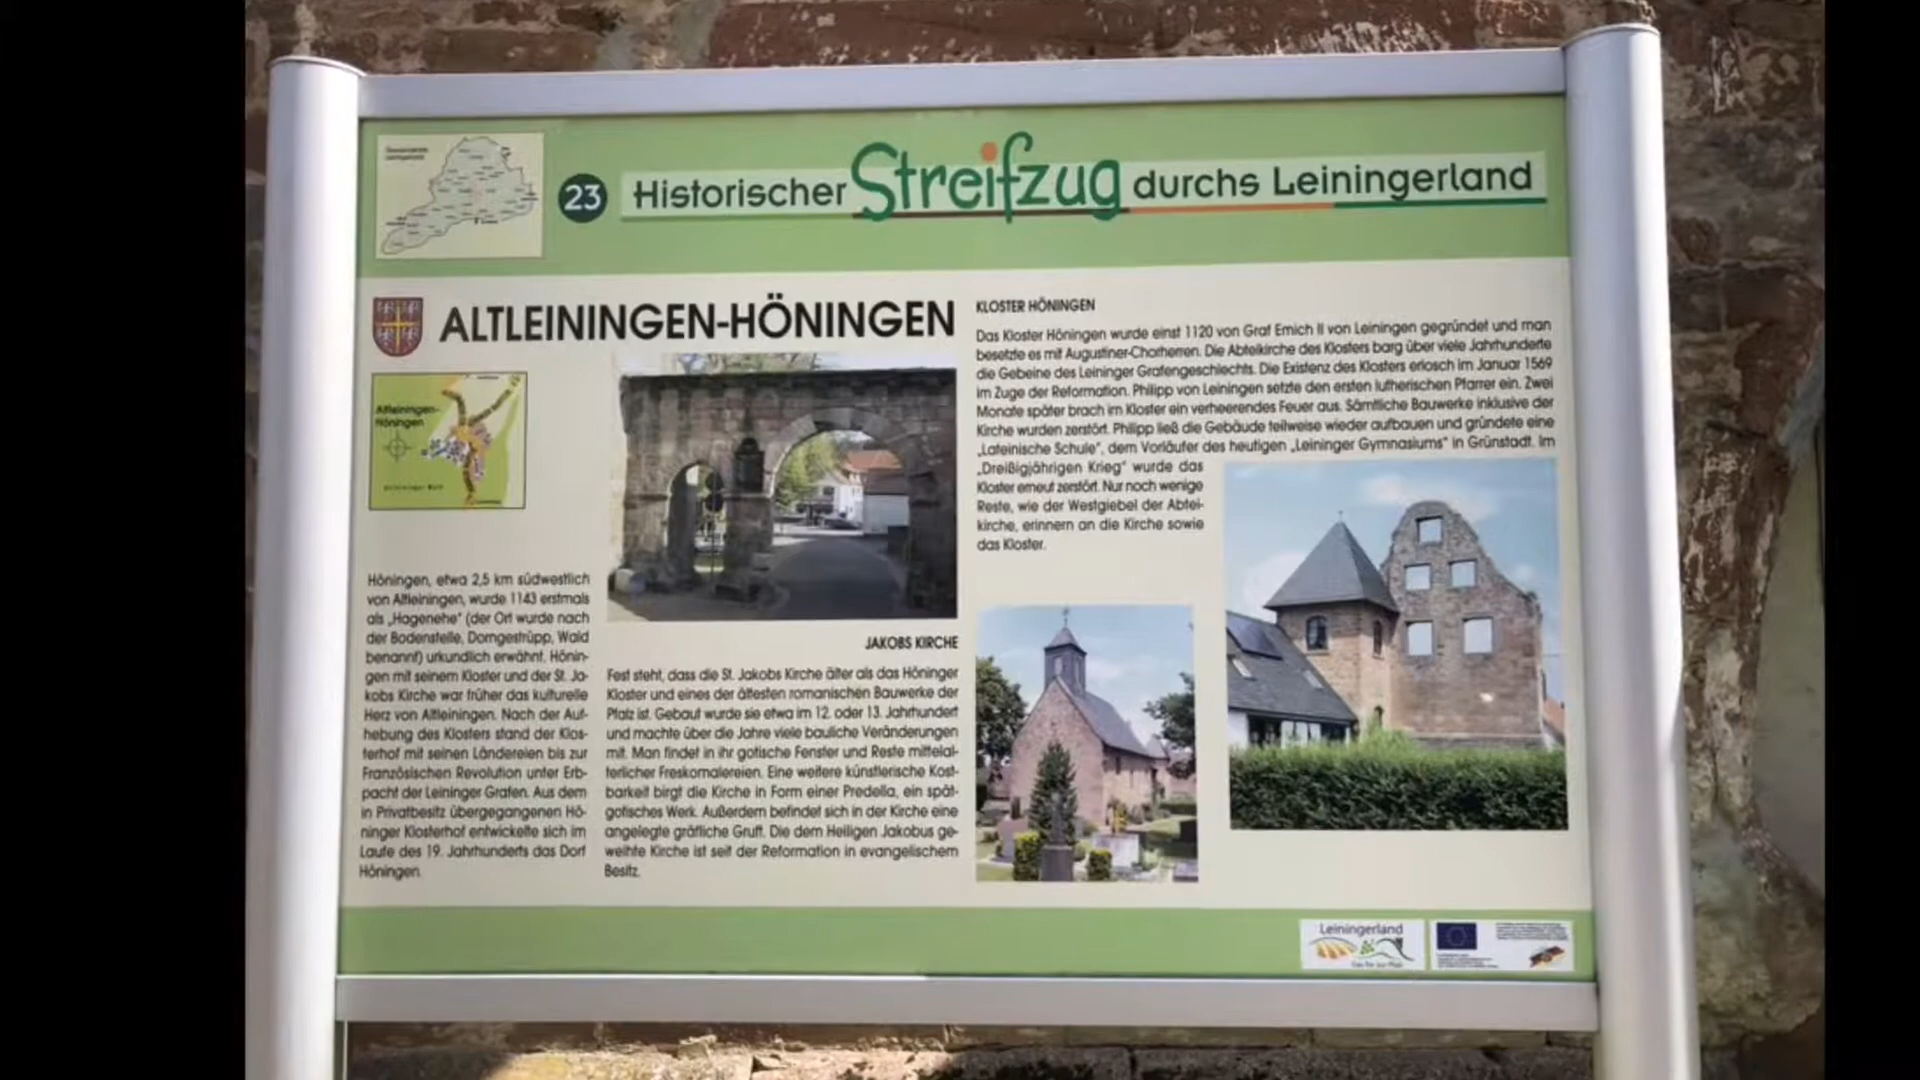 23 Historischer Streifzug durchs Leiningerland
ALTLEININGEN-HÖNINGEN
Altleiningen-
Höningen
Höningen, etwa 2,5 km südwestlich
von Altleiningen, wurde 1143 erstmals
als „Hagenehe" (der Ort wurde nach
der Bodenstelle, Dorngestrüpp, Wald
benannt) urkundlich erwähnt. Hönin-
gen mit seinem Kloster und der St. Ja-
kobs Kirche war früher das kulturelle
Herz von Altleiningen. Nach der Auf-
hebung des Klosters stand der Klos-
terhof mit seinen Ländereien bis zur
Französischen Revolution unter Erb-
pacht der Leininger Grafen. Aus dem
in Privatbesitz übergegangenen Hö-
ninger Klosterhof entwickelte sich im
Laufe des 19. Jahrhunderts das Dorf
Höningen.
JAKOBS KIRCHE
Fest steht, dass die St. Jakobs Kirche älter als das Höninger
Kloster und eines der ältesten romanischen Bauwerke der
Pfalz ist. Gebaut wurde sie etwa im 12. oder 13. Jahrhundert
und machte über die Jahre viele bauliche Veränderungen
mit. Man findet in ihr gotische Fenster und Reste mittelal-
terlicher Freskomalereien. Eine weitere künstlerische Kost-
barkeit birgt die Kirche in Form einer Predella, ein spät-
gotisches Werk. Außerdem befindet sich in der Kirche eine
angelegte gräfliche Gruft. Die dem Heiligen Jakobus ge-
weihte Kirche ist seit der Reformation in evangelischem
Besitz.
KLOSTER HÖNINGEN
Das Kloster Höningen wurde einst 1120 von Graf Emich II von Leiningen gegründet und man
besetzte es mit Augustiner-Chorherren. Die Abteikirche des Klosters barg über viele Jahrhunderte
die Gebeine des Leininger Grafengeschlechts. Die Existenz des Klosters erlosch im Januar 1569
im Zuge der Reformation. Philipp von Leiningen setzte den ersten lutherischen Pfarrer ein. Zwei
Monate später brach im Kloster ein verheerendes Feuer aus. Sämtliche Bauwerke inklusive der
Kirche wurden zerstört. Philipp ließ die Gebäude teilweise wieder aufbauen und gründete eine
„Lateinische Schule", dem Vorläufer des heutigen „Leininger Gymnasiums" in Grünstadt. Im
„Dreißigjährigen Krieg" wurde das
Kloster erneut zerstört. Nur noch wenige
Reste, wie der Westgiebel der Abtei-
kirche, erinnern an die Kirche sowie
das Kloster.
Leiningerland